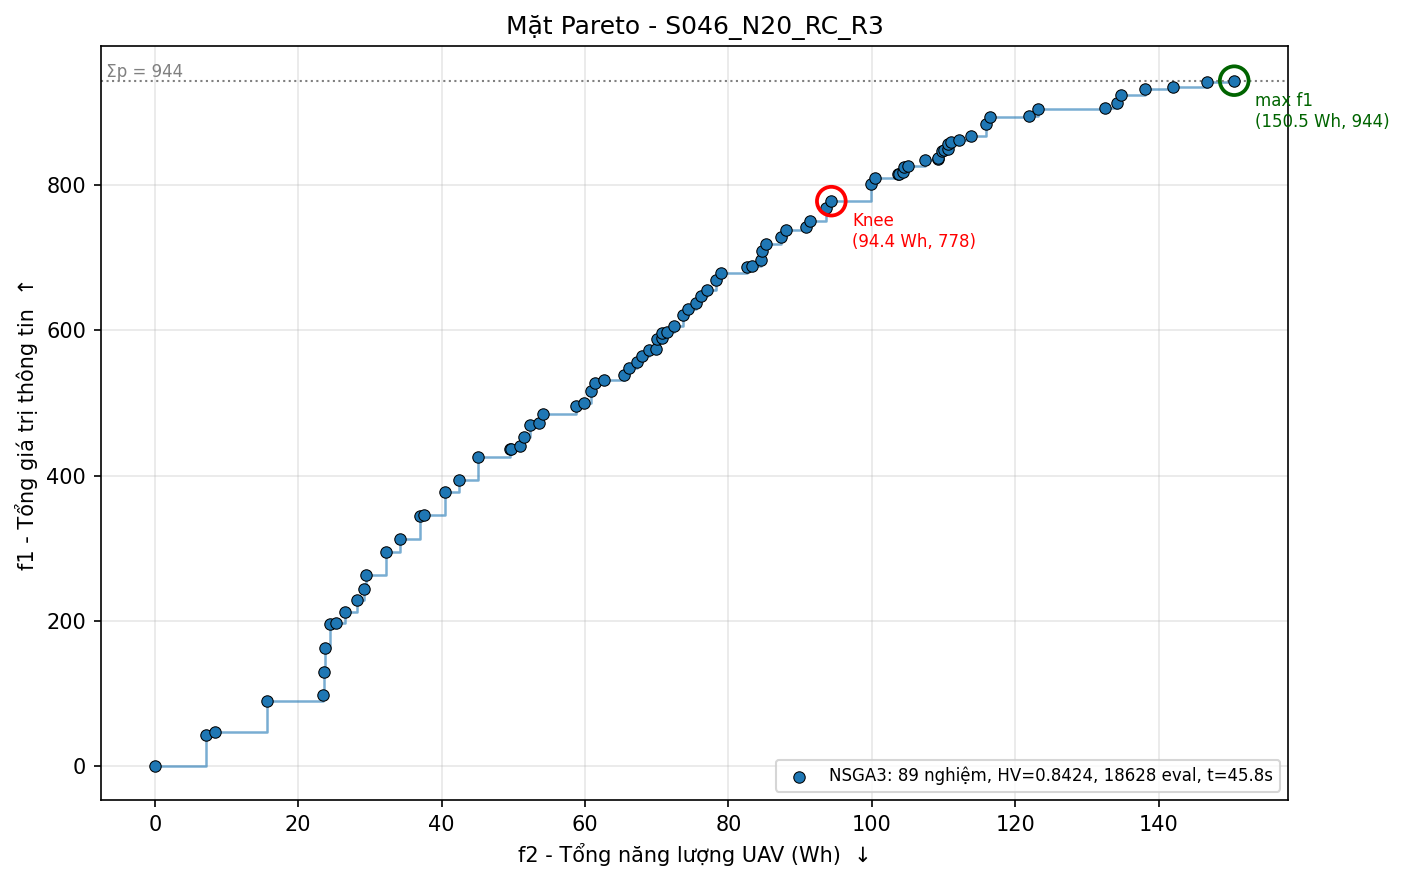 Mặt Pareto - S046_N20_RC_R3
Σp = 944
max f1
(150.5 Wh, 944)
Knee
(94.4 Wh, 778)
f1 - Tổng giá trị thông tin ↑
800
600
400
200
0
NSGA3: 89 nghiệm, HV=0.8424, 18628 eval, t=45.8s
0 20 40 60 80 100 120 140
f2 - Tổng năng lượng UAV (Wh) ↓